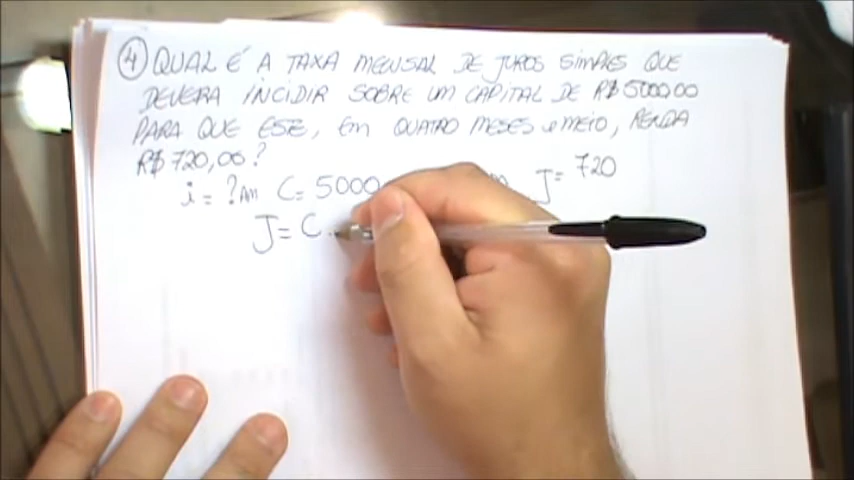 4 QUAL É A TAXA MENSAL DE JUROS SIMPLES QUE
DEVERA INCIDIR SOBRE UM CAPITAL DE R$ 5000,00
PARA QUE ESTE, EM QUATRO MESES e MEIO, RENDA
R$ 720,00?
i = ? AM C = 5000 J = 720
J = C .